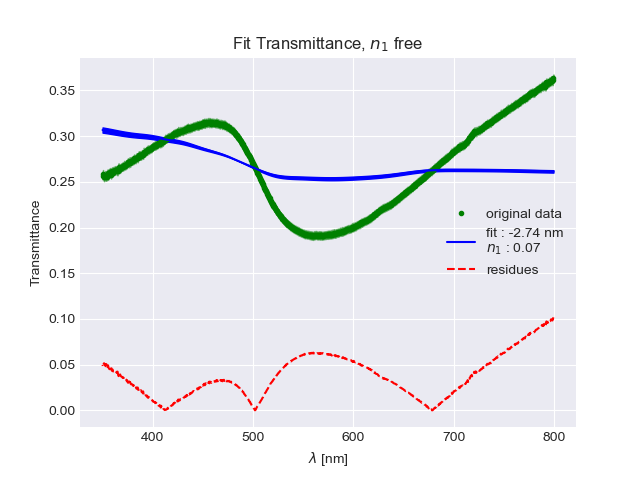 Fit Transmittance, n₁ free
Transmittance
0.35
0.30
0.25
0.20
0.15
0.10
0.05
0.00
original data
fit : -2.74 nm
n₁ : 0.07
residues
400 500 600 700 800
λ [nm]